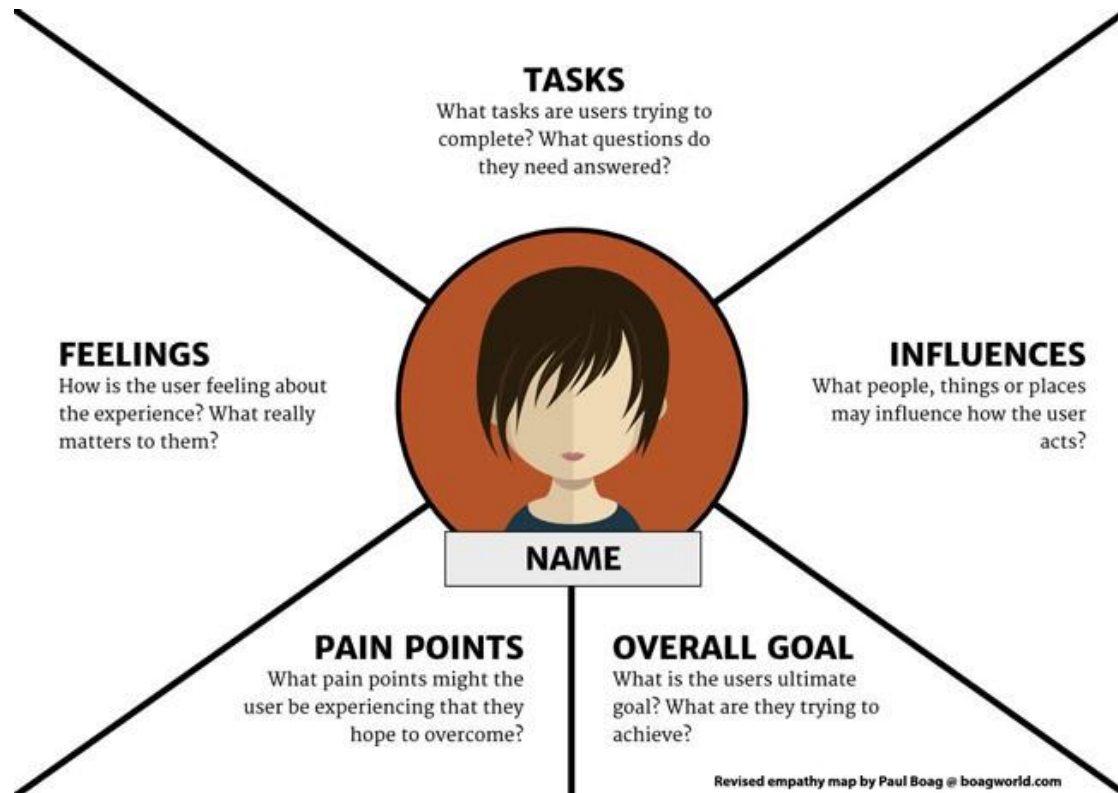 TASKS
What tasks are users trying to
complete? What questions do
they need answered?
FEELINGS
How is the user feeling about
the experience? What really
matters to them?
INFLUENCES
What people, things or places
may influence how the user
acts?
NAME
PAIN POINTS
What pain points might the
user be experiencing that they
hope to overcome?
OVERALL GOAL
What is the users ultimate
goal? What are they trying to
achieve?
Revised empathy map by Paul Boag @ boagworld.com